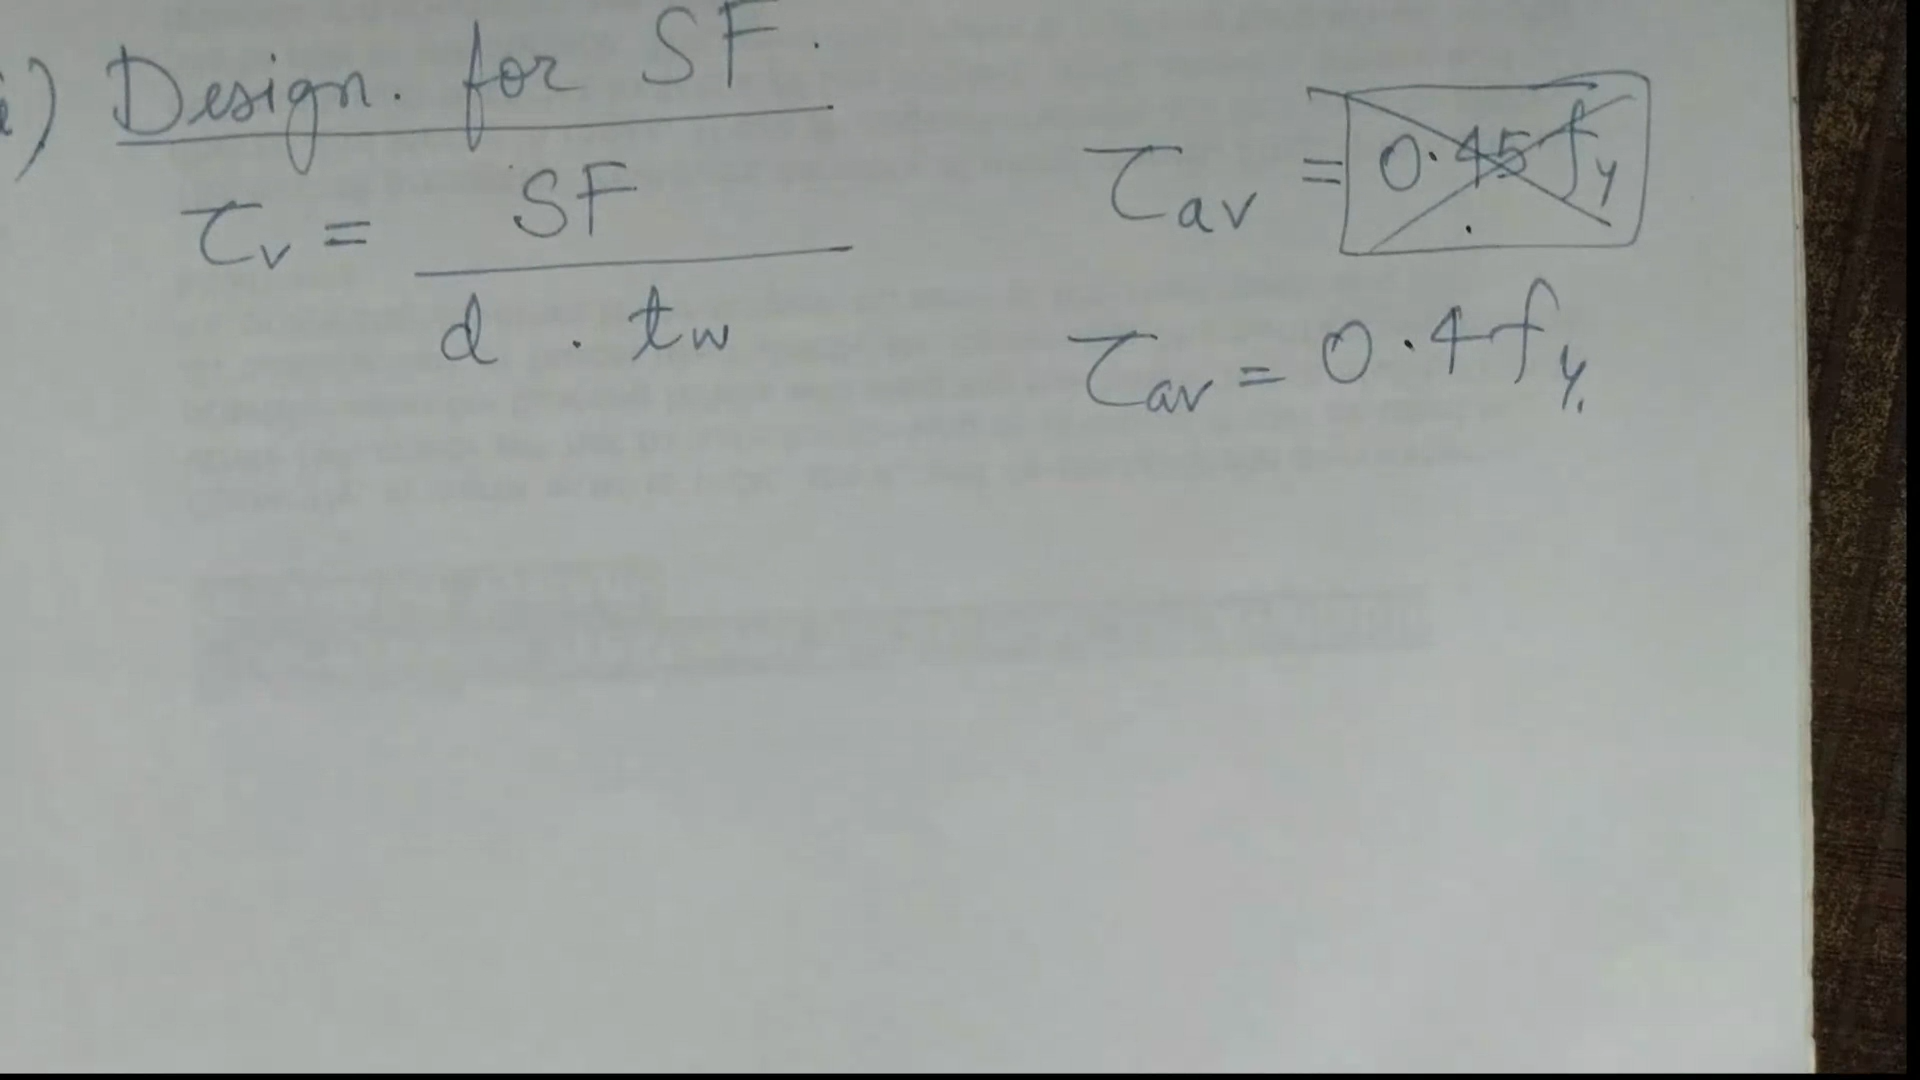 i) Design. for SF.
τv = SF / d . tw
τav = 0.45 fy
τav = 0.4 fy.